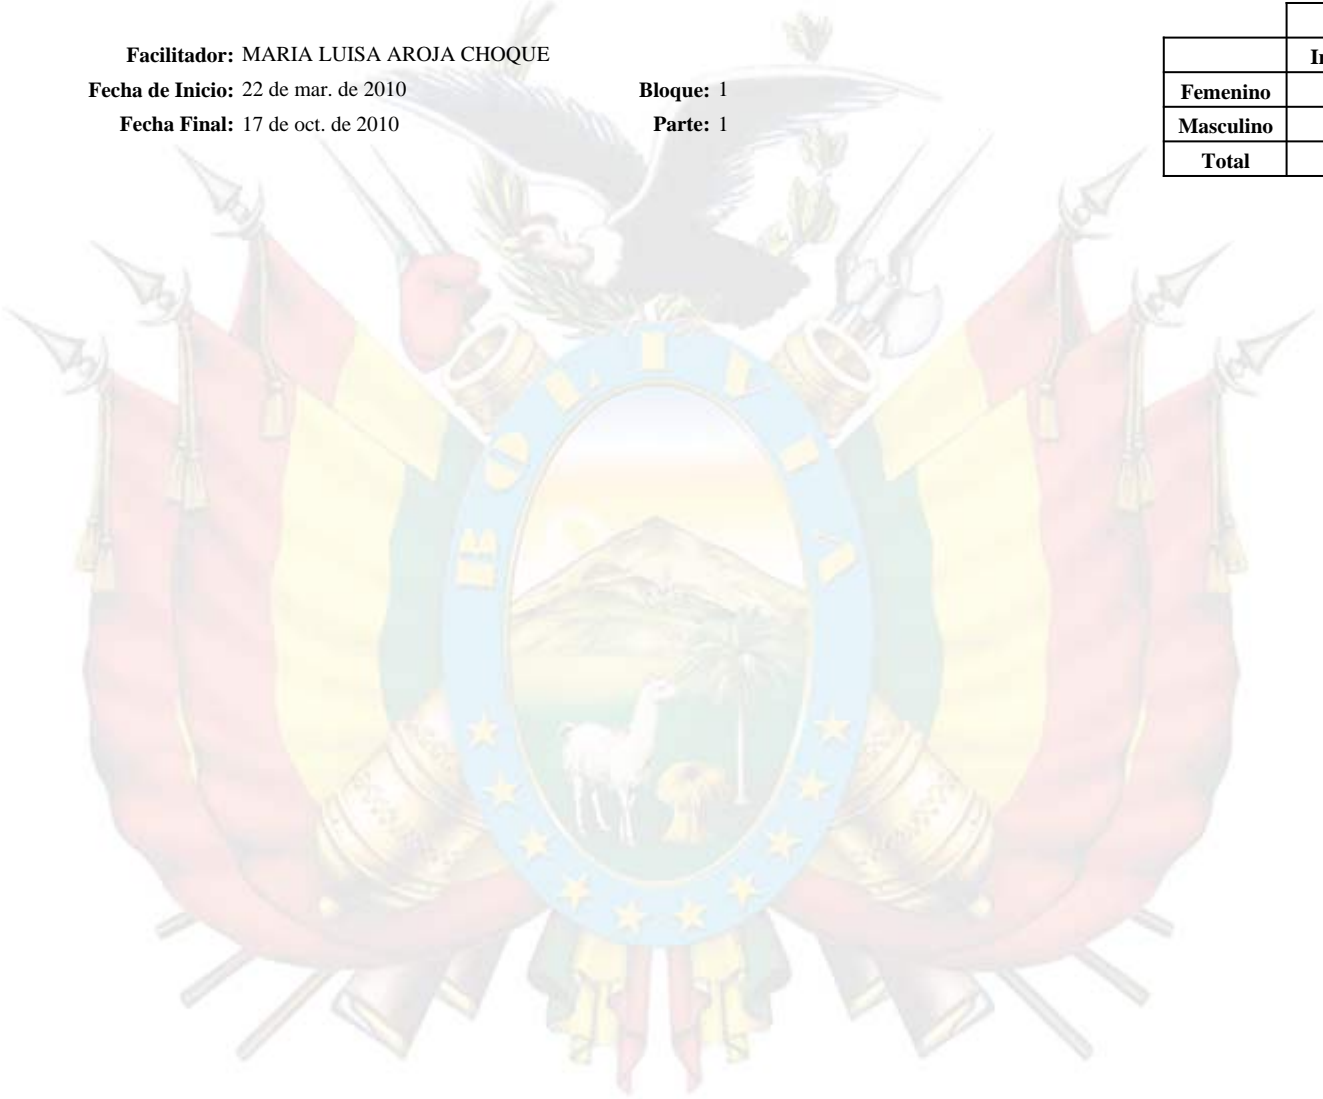 Facilitador: MARIA LUISA AROJA CHOQUE
Fecha de Inicio: 22 de mar. de 2010 Bloque: 1
Fecha Final: 17 de oct. de 2010 Parte: 1
Femenino
Masculino
Total
BOLIVIA